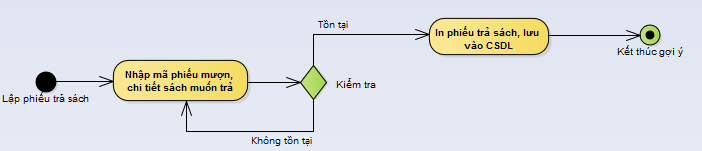 Lập phiếu trả sách
Nhập mã phiếu mượn,
chi tiết sách muốn trả
Kiểm tra
Tồn tại
Không tồn tại
In phiếu trả sách, lưu
vào CSDL
Kết thúc gợi ý